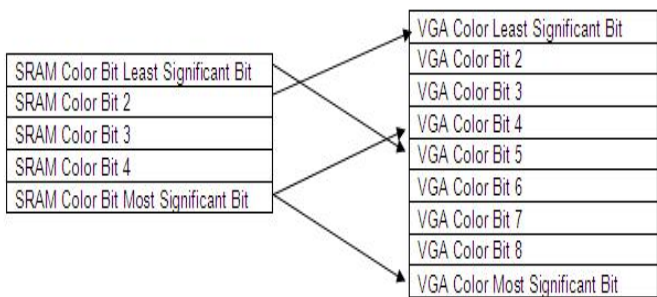 SRAM Color Bit Least Significant Bit
SRAM Color Bit 2
SRAM Color Bit 3
SRAM Color Bit 4
SRAM Color Bit Most Significant Bit
VGA Color Least Significant Bit
VGA Color Bit 2
VGA Color Bit 3
VGA Color Bit 4
VGA Color Bit 5
VGA Color Bit 6
VGA Color Bit 7
VGA Color Bit 8
VGA Color Most Significant Bit